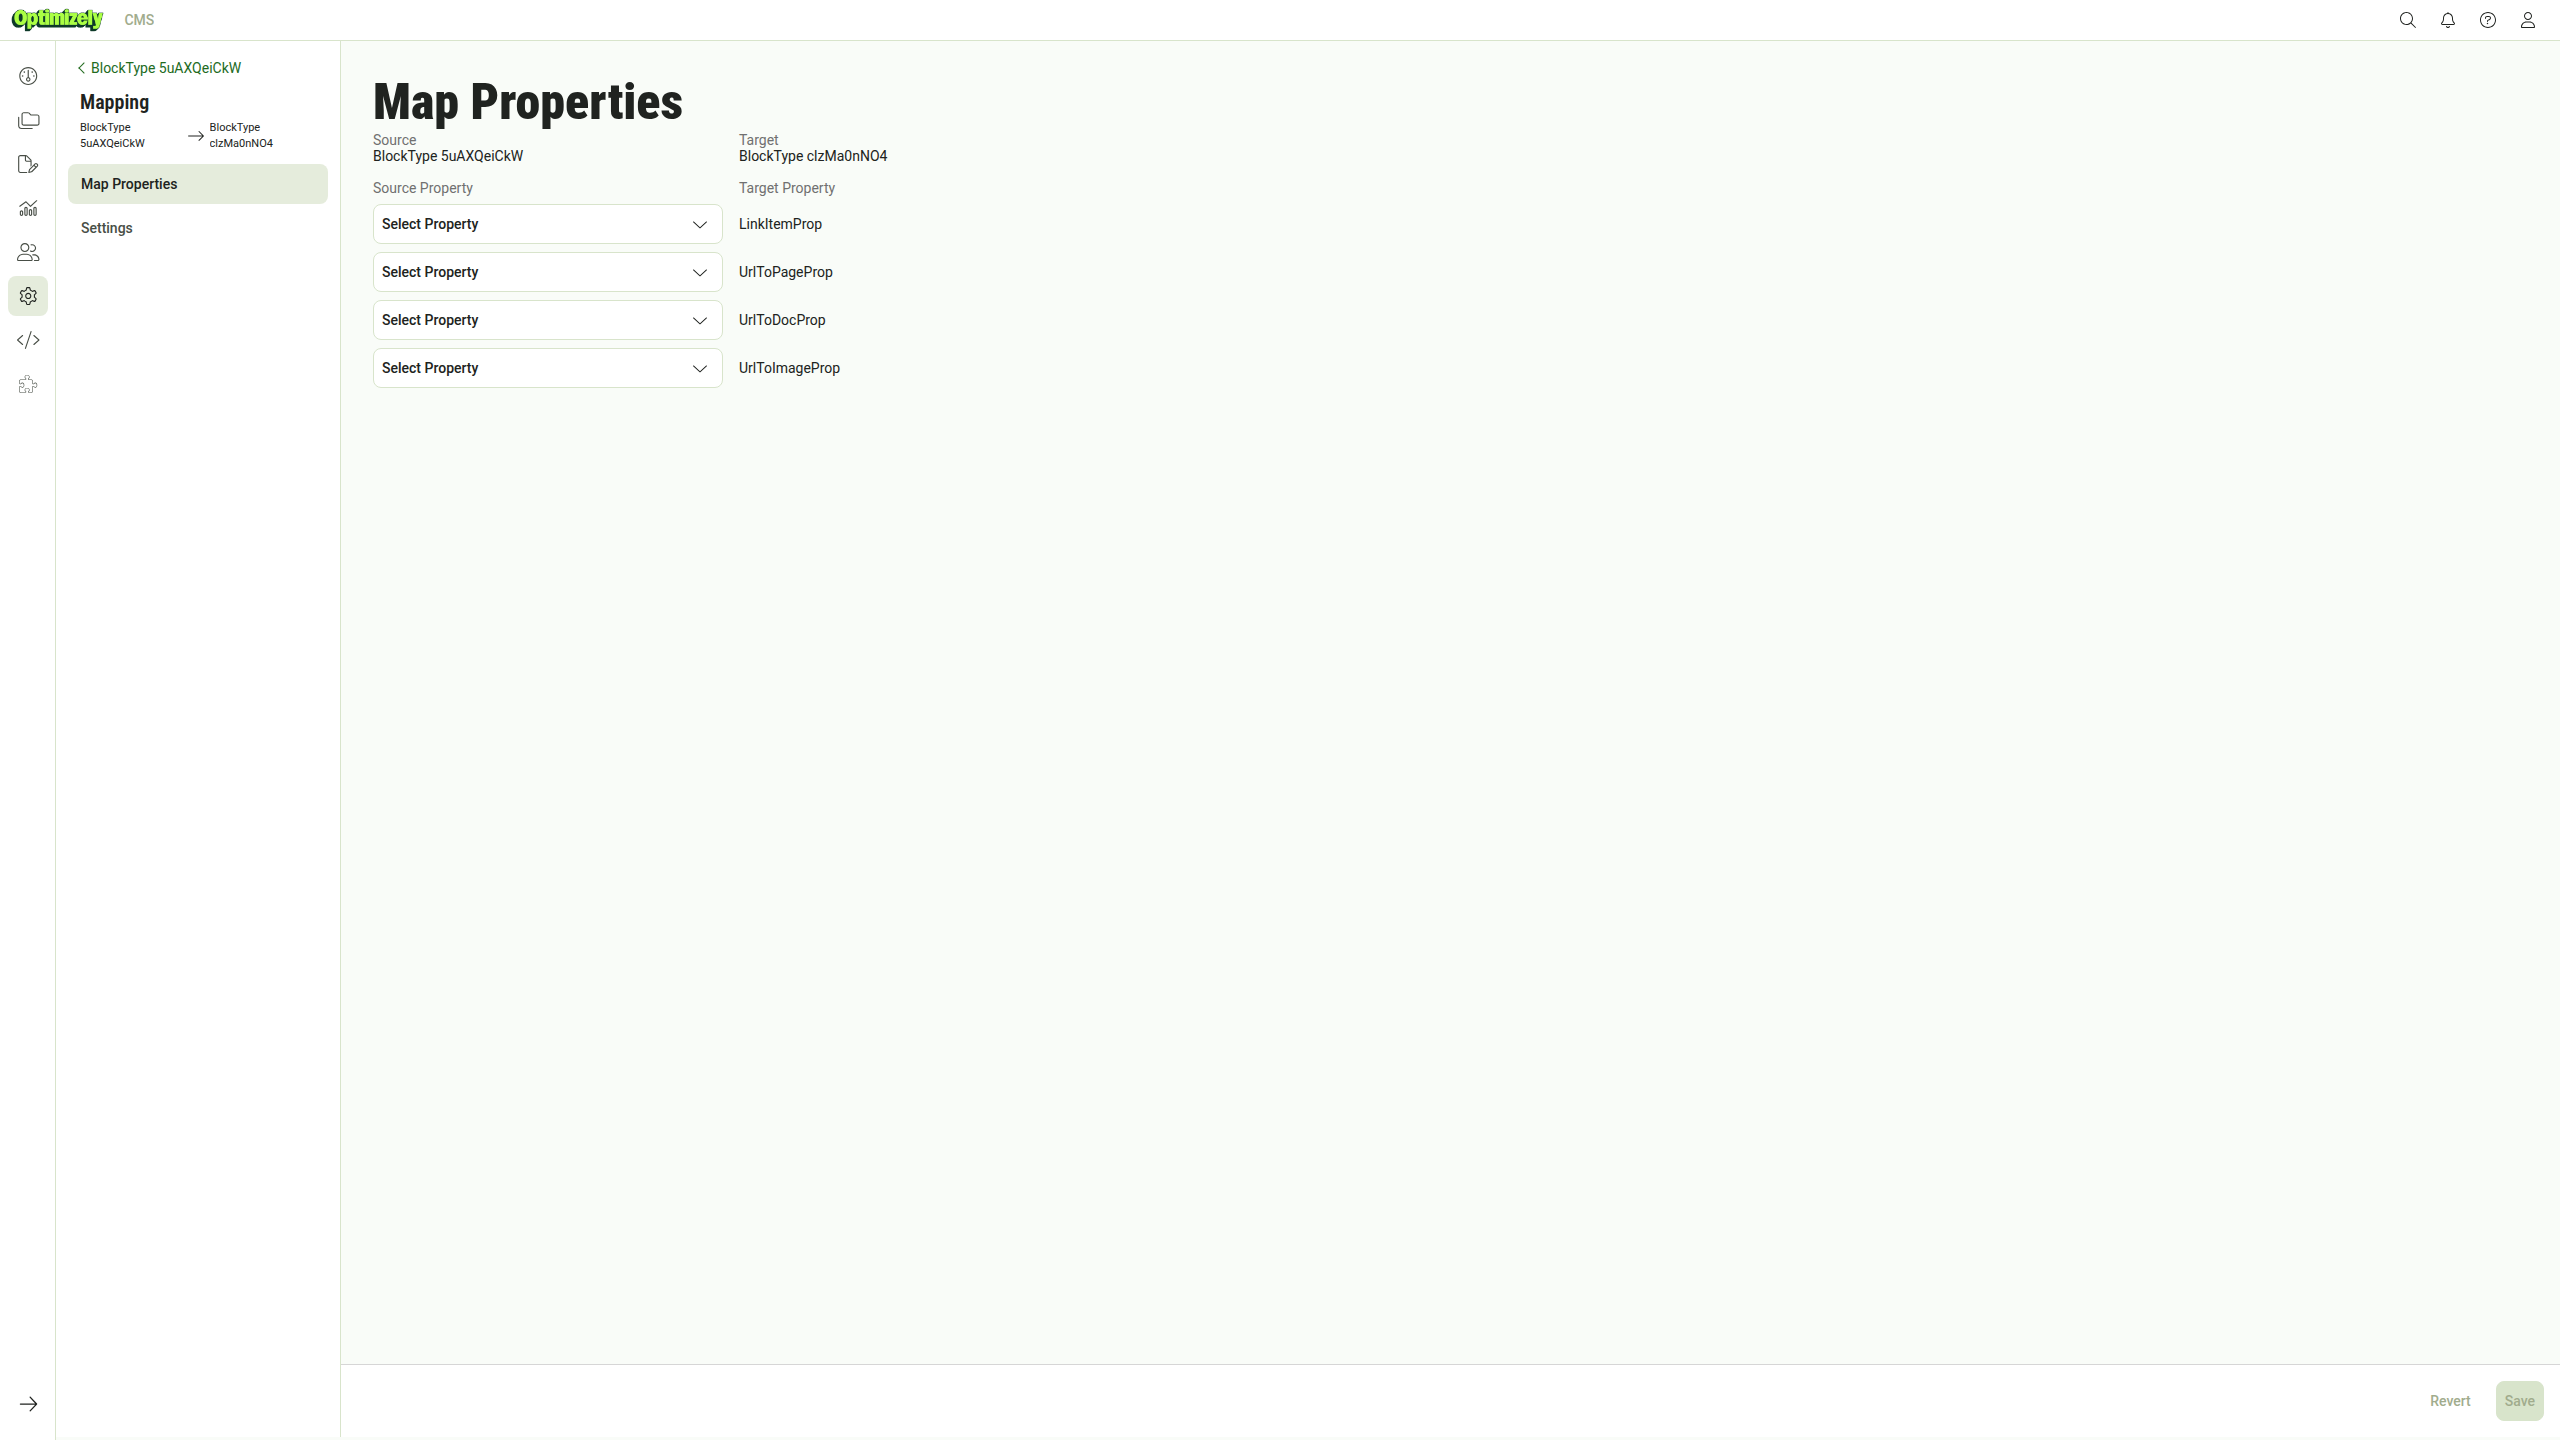 Optimizely CMS
BlockType 5uAXQeiCkW
Mapping
BlockType 5uAXQeiCkW
BlockType clzMa0nNO4
Map Properties
Settings
Map Properties
Source Target
BlockType 5uAXQeiCkW BlockType clzMa0nNO4
Source Property Target Property
Select Property LinkItemProp
Select Property UrlToPageProp
Select Property UrlToDocProp
Select Property UrlToImageProp
Revert Save